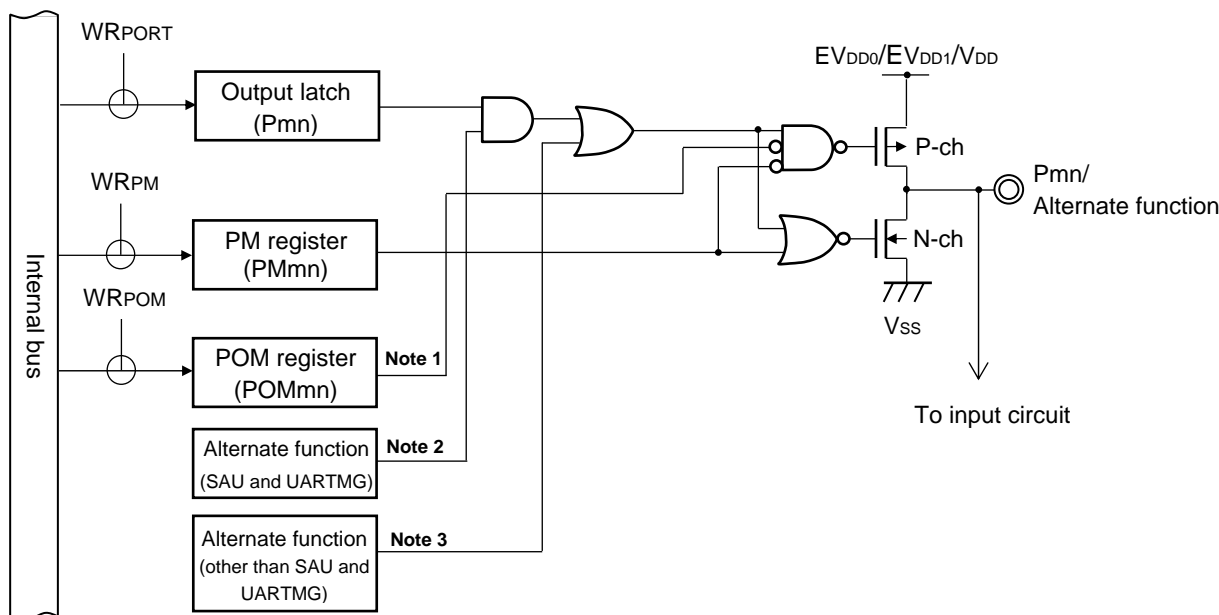 WRPORT
EVDD0/EVDD1/VDD
Output latch
(Pmn)
P-ch
WRPM
Pmn/
Alternate function
PM register
(PMmn)
N-ch
Internal bus
WRPOM
VSS
POM register
(POMmn)
Note 1
To input circuit
Alternate function
(SAU and UARTMG)
Note 2
Alternate function
(other than SAU and
UARTMG)
Note 3